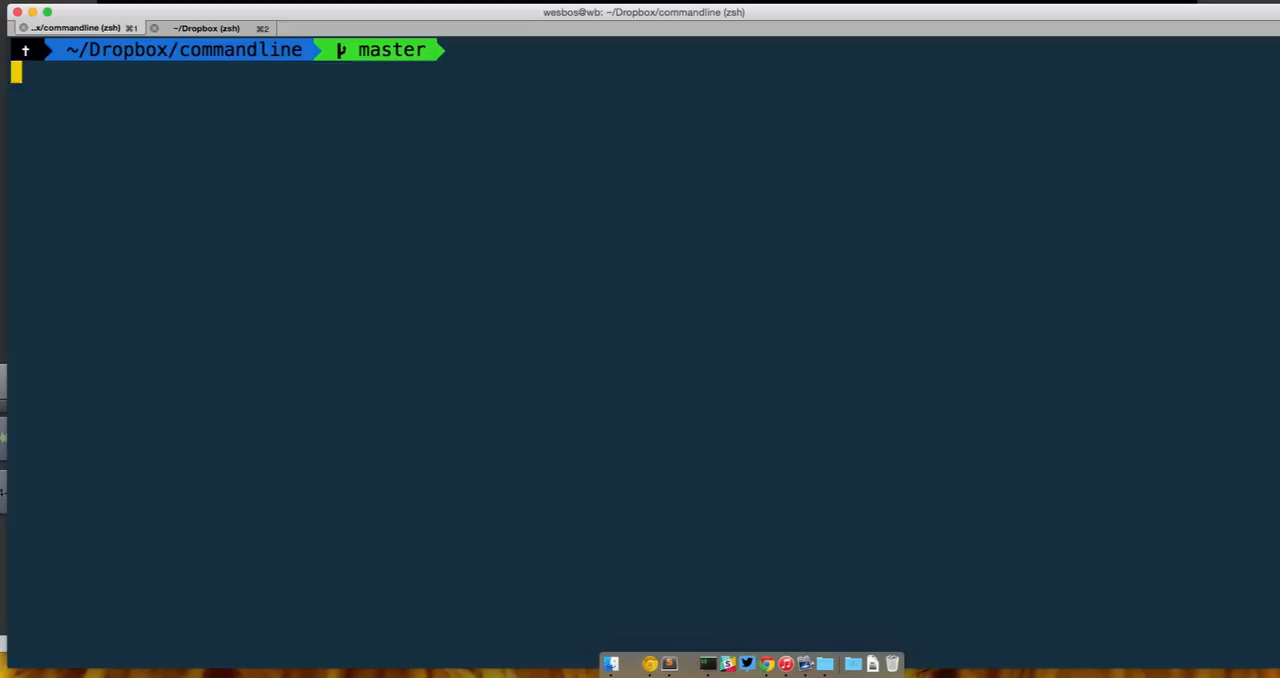 wesbos@wb: ~/Dropbox/commandline (zsh)
..x/commandline (zsh) ⌘1 ~/Dropbox (zsh) ⌘2
✝ ~/Dropbox/commandline master